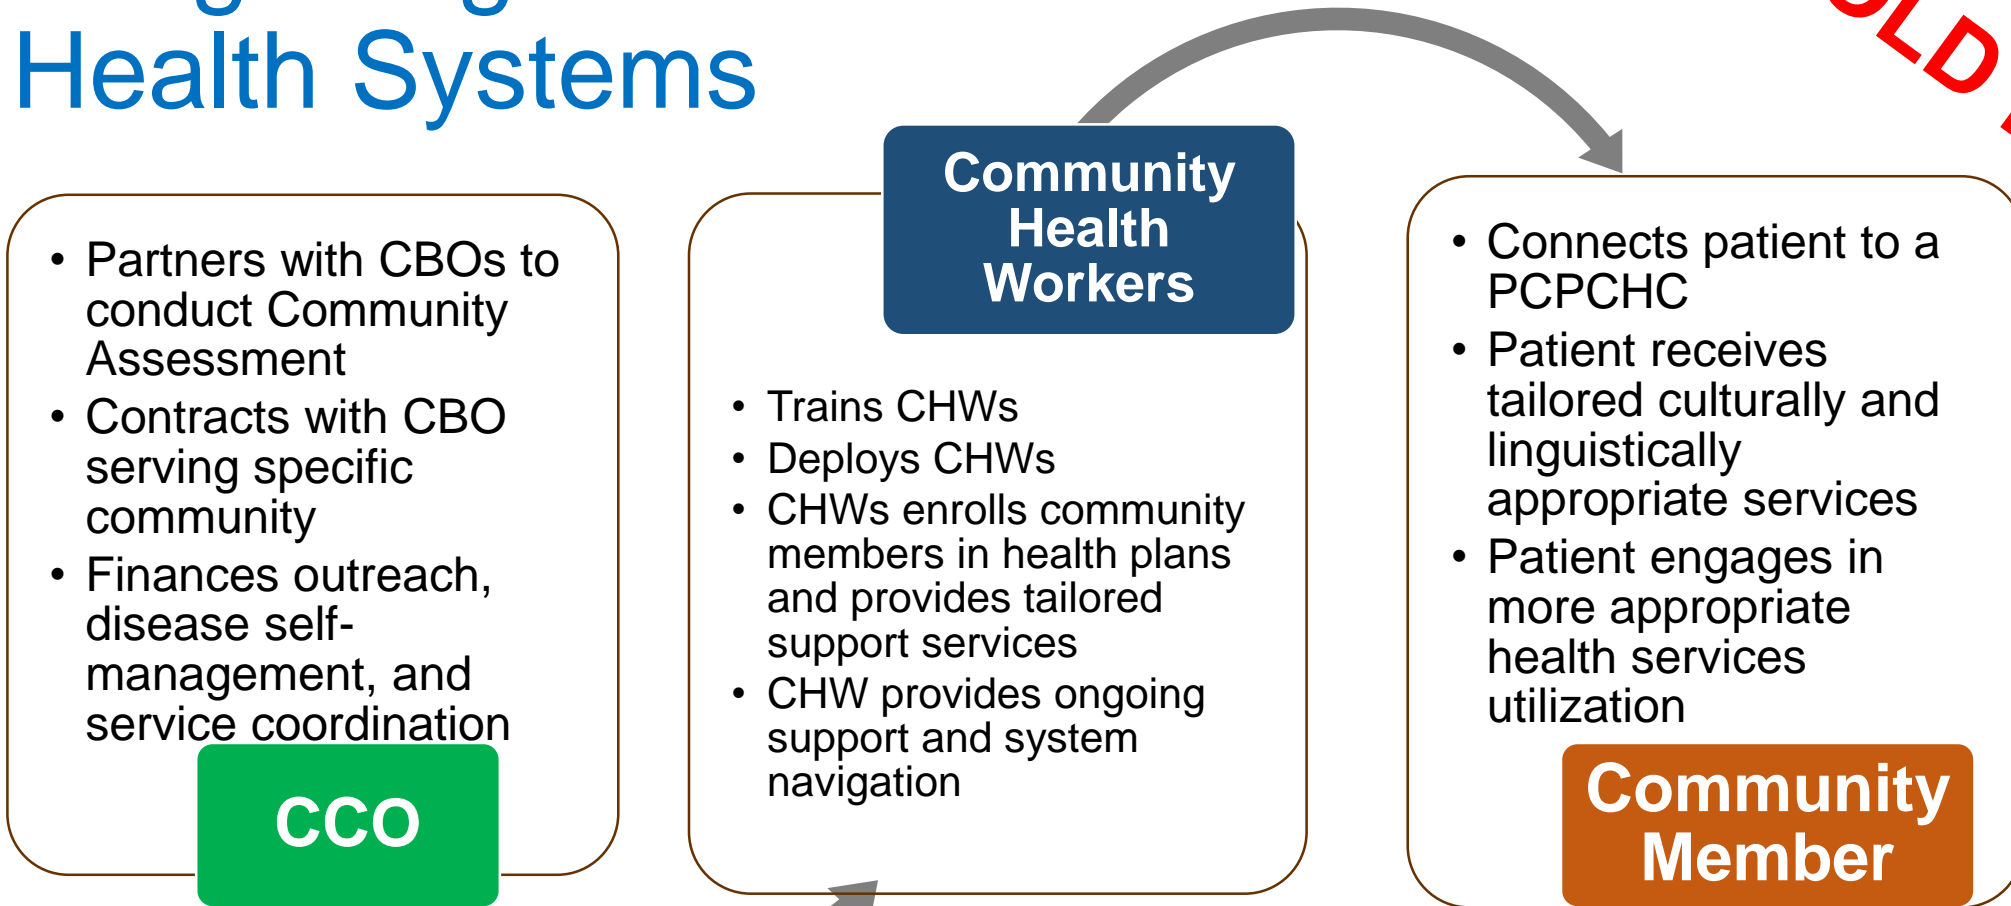 Health Systems
OLD
• Partners with CBOs to
conduct Community
Assessment
• Contracts with CBO
serving specific
community
• Finances outreach,
disease self-
management, and
service coordination
CCO
Community
Health
Workers
• Trains CHWs
• Deploys CHWs
• CHWs enrolls community
members in health plans
and provides tailored
support services
• CHW provides ongoing
support and system
navigation
• Connects patient to a
PCPCHC
• Patient receives
tailored culturally and
linguistically
appropriate services
• Patient engages in
more appropriate
health services
utilization
Community
Member